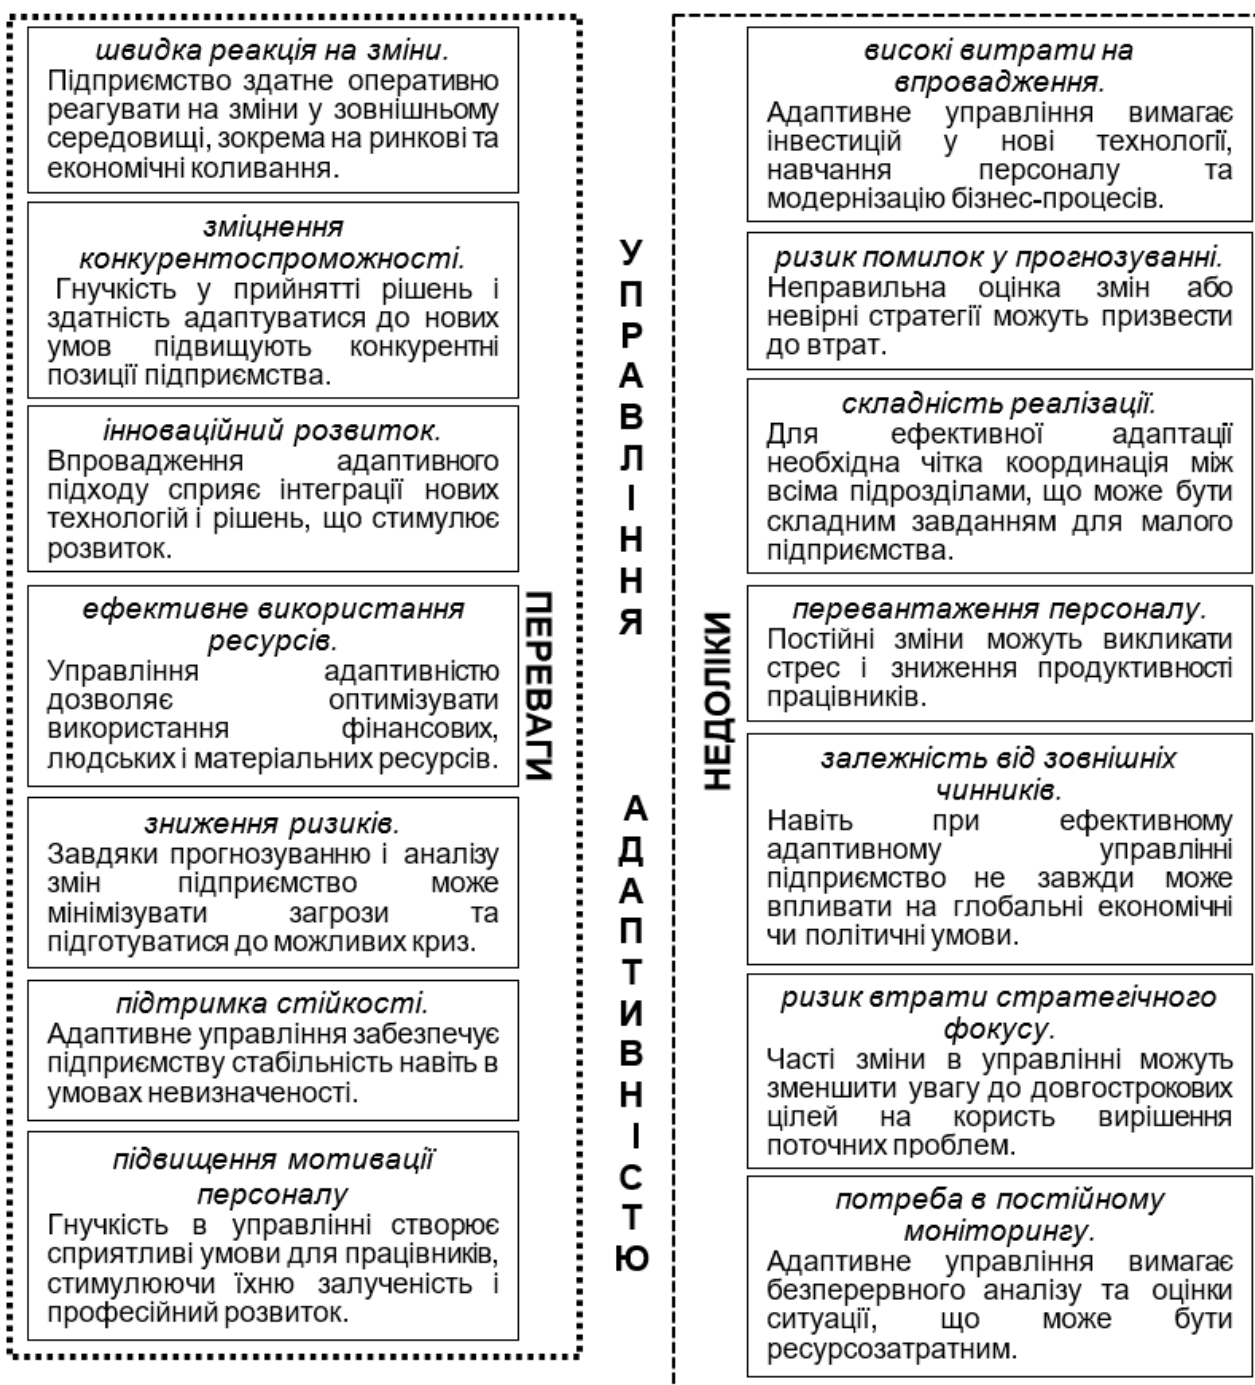 швидка реакція на зміни.
Підприємство здатне оперативно
реагувати на зміни у зовнішньому
середовищі, зокрема на ринкові та
економічні коливання.
зміцнення
конкурентоспроможності.
Гнучкість у прийнятті рішень і
здатність адаптуватися до нових
умов підвищують конкурентні
позиції підприємства.
інноваційний розвиток.
Впровадження адаптивного
підходу сприяє інтеграції нових
технологій і рішень, що стимулює
розвиток.
ефективне використання
ресурсів.
Управління адаптивністю
дозволяє оптимізувати
використання фінансових,
людських і матеріальних ресурсів.
зниження ризиків.
Завдяки прогнозуванню і аналізу
змін підприємство може
мінімізувати загрози та
підготуватися до можливих криз.
підтримка стійкості.
Адаптивне управління забезпечує
підприємству стабільність навіть в
умовах невизначеності.
підвищення мотивації
персоналу
Гнучкість в управлінні створює
сприятливі умови для працівників,
стимулюючи їхню залученість і
професійний розвиток.
ПЕРЕВАГИ
УПРАВЛІННЯ АДАПТИВНІСТЮ
НЕДОЛІКИ
високі витрати на
впровадження.
Адаптивне управління вимагає
інвестицій у нові технології,
навчання персоналу та
модернізацію бізнес-процесів.
ризик помилок у прогнозуванні.
Неправильна оцінка змін або
невірні стратегії можуть призвести
до втрат.
складність реалізації.
Для ефективної адаптації
необхідна чітка координація між
всіма підрозділами, що може бути
складним завданням для малого
підприємства.
перевантаження персоналу.
Постійні зміни можуть викликати
стрес і зниження продуктивності
працівників.
залежність від зовнішніх
чинників.
Навіть при ефективному
адаптивному управлінні
підприємство не завжди може
впливати на глобальні економічні
чи політичні умови.
ризик втрати стратегічного
фокусу.
Часті зміни в управлінні можуть
зменшити увагу до довгострокових
цілей на користь вирішення
поточних проблем.
потреба в постійному
моніторингу.
Адаптивне управління вимагає
безперервного аналізу та оцінки
ситуації, що може бути
ресурсозатратним.